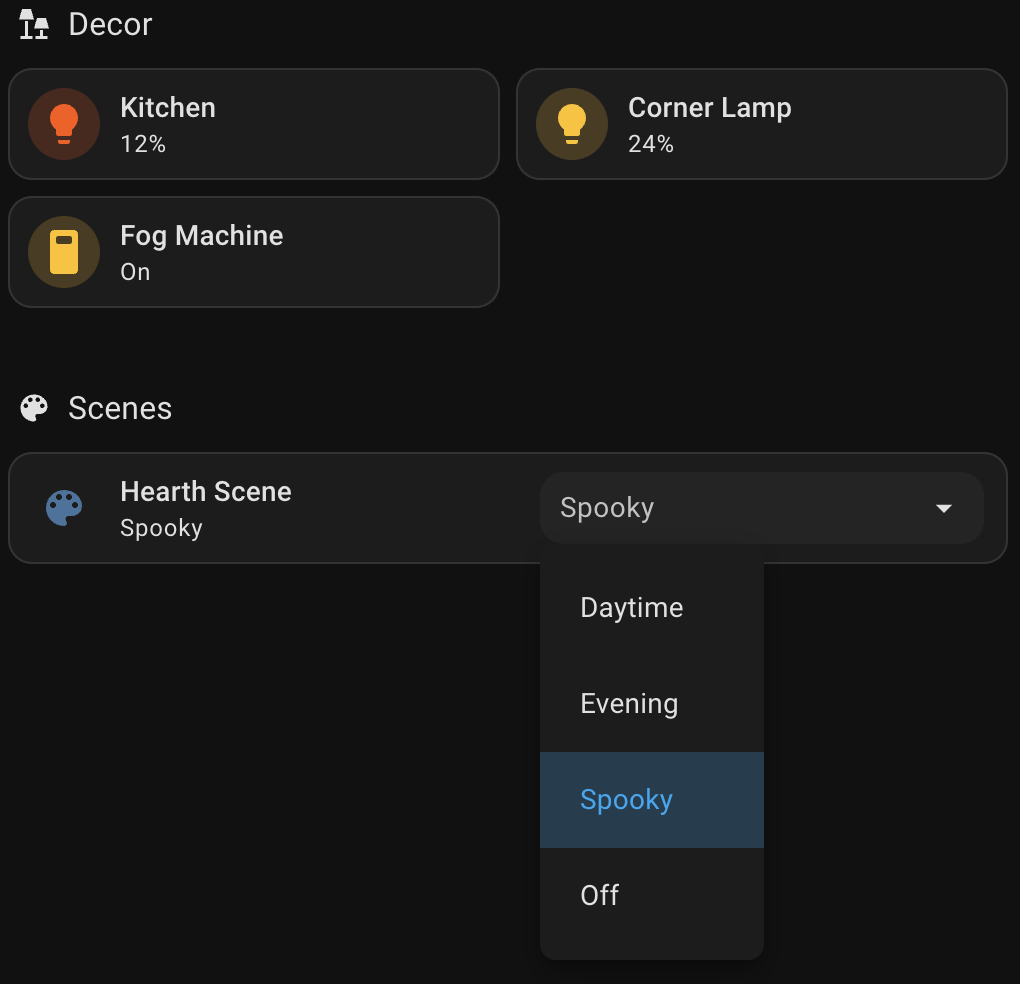 Decor
Kitchen
12%
Corner Lamp
24%
Fog Machine
On
Scenes
Hearth Scene
Spooky
Spooky
Daytime
Evening
Spooky
Off